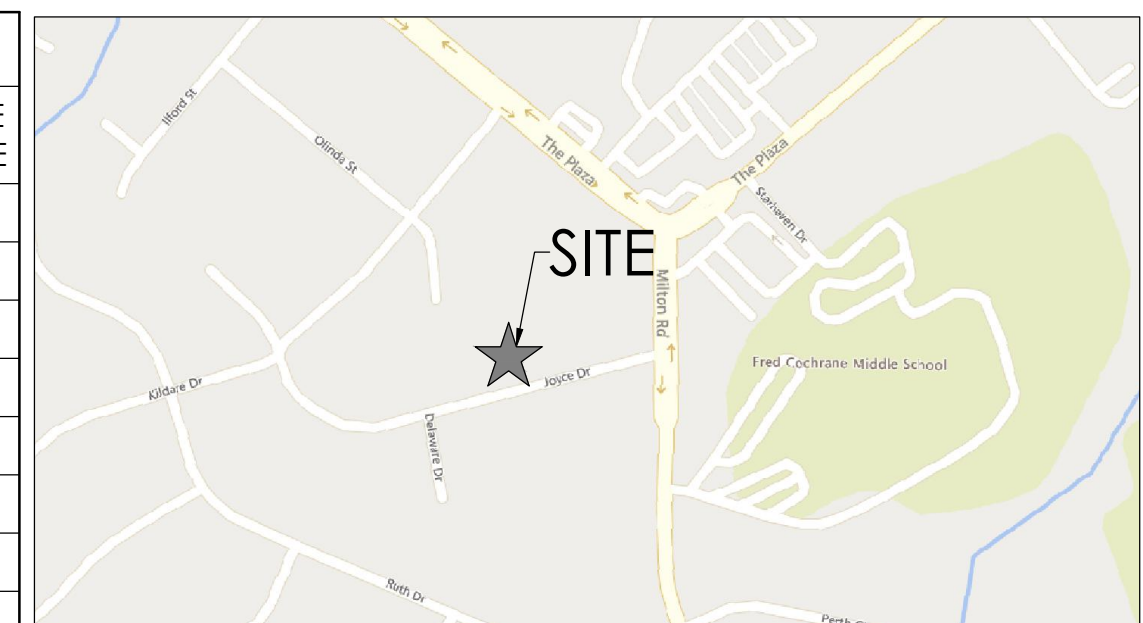 E
E
Ilford St
Olinda St
The Plaza
The Plaza
Starhaven Dr
SITE
Milton Rd
Fred Cochrane Middle School
Kildare Dr
Joyce Dr
Delaware Dr
Ruth Dr
Perth